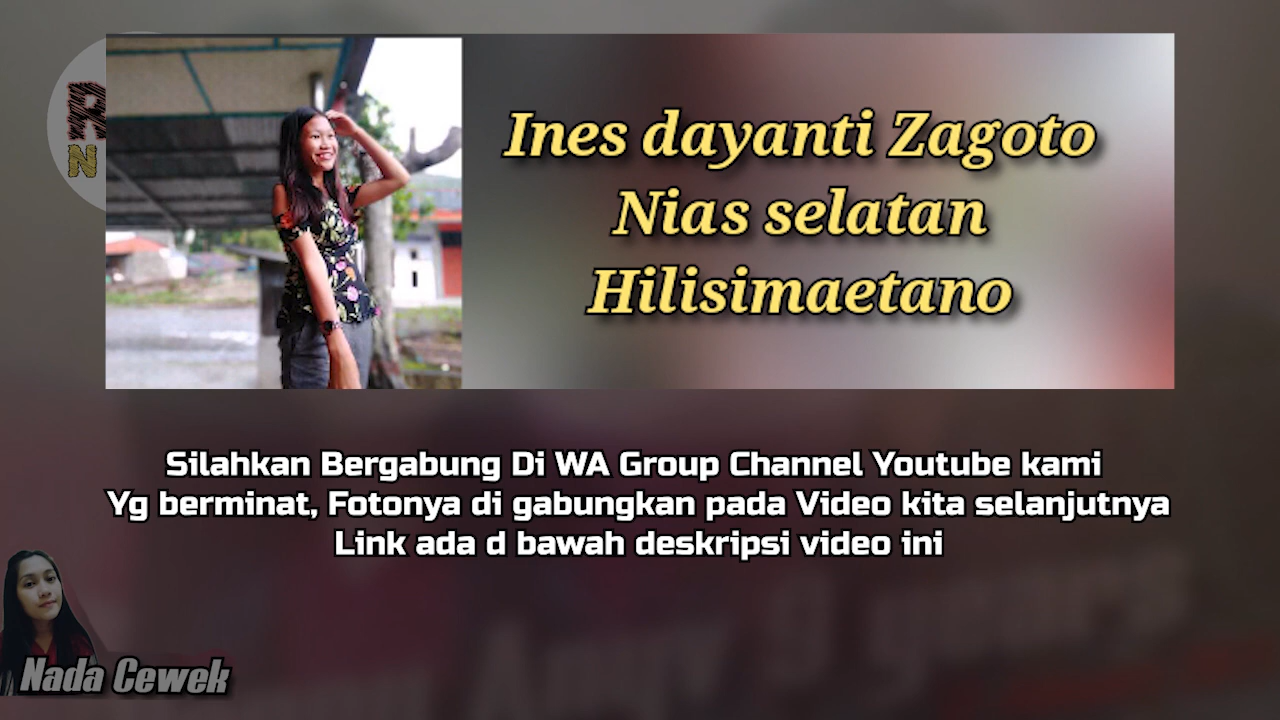 R
N
Ines dayanti Zagoto
Nias selatan
Hilisimaetano
Silahkan Bergabung Di WA Group Channel Youtube kami
Yg berminat, Fotonya di gabungkan pada Video kita selanjutnya
Link ada d bawah deskripsi video ini
Nada Cewek